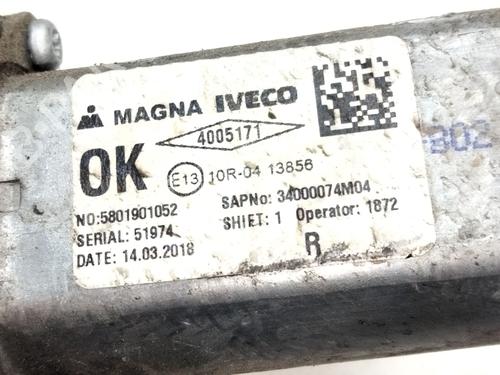 MAGNA IVECO
4005171
OK
E13 10R-04 13856
NO:5801901052 SAPNo: 34000074M04
SERIAL: 51974 SHIFT: 1 Operator: 1872
DATE: 14.03.2018 R
802